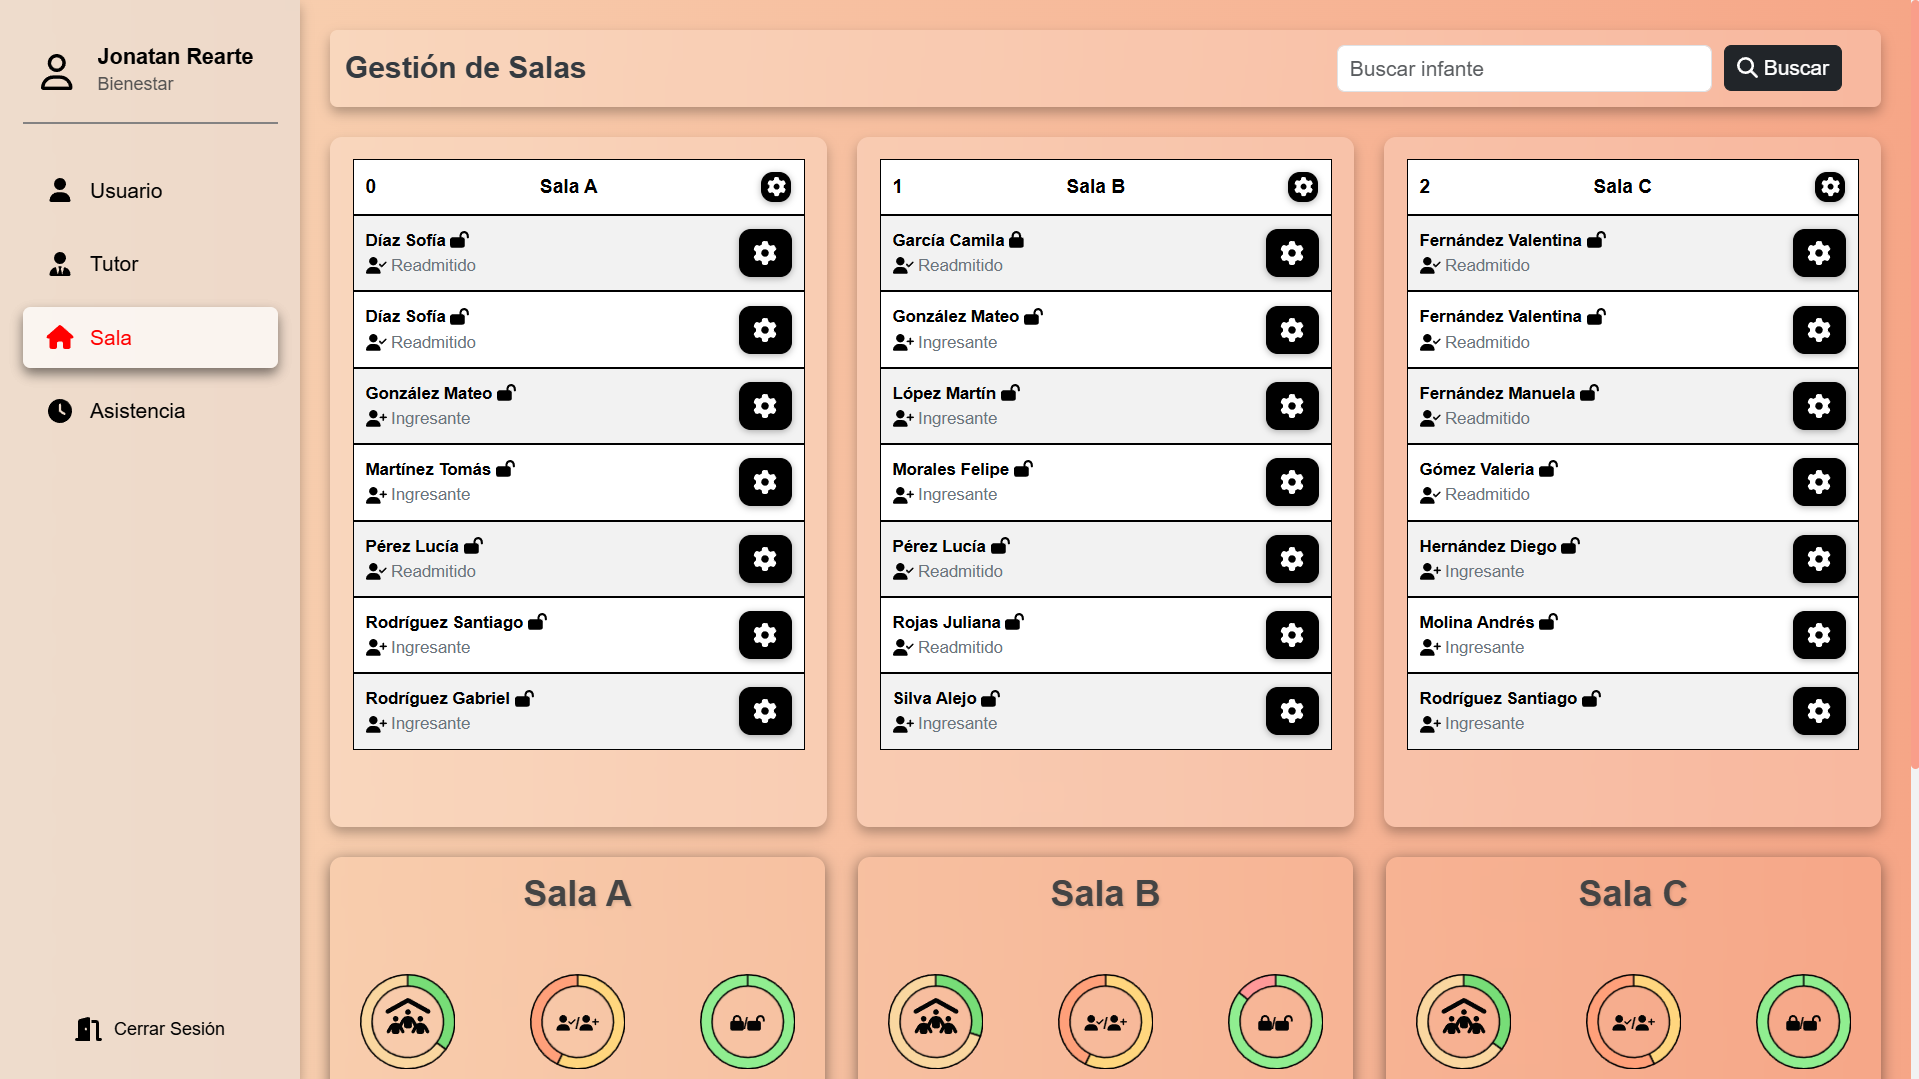 Jonatan Rearte
Bienestar
Usuario
Tutor
Sala
Asistencia
Cerrar Sesión
Gestión de Salas
Buscar infante
Buscar
0 Sala A
Díaz Sofía
Readmitido
Díaz Sofía
Readmitido
González Mateo
Ingresante
Martínez Tomás
Ingresante
Pérez Lucía
Readmitido
Rodríguez Santiago
Ingresante
Rodríguez Gabriel
Ingresante
1 Sala B
García Camila
Readmitido
González Mateo
Ingresante
López Martín
Ingresante
Morales Felipe
Ingresante
Pérez Lucía
Readmitido
Rojas Juliana
Readmitido
Silva Alejo
Ingresante
2 Sala C
Fernández Valentina
Readmitido
Fernández Valentina
Readmitido
Fernández Manuela
Readmitido
Gómez Valeria
Readmitido
Hernández Diego
Ingresante
Molina Andrés
Ingresante
Rodríguez Santiago
Ingresante
Sala A
/
/
Sala B
/
/
Sala C
/
/